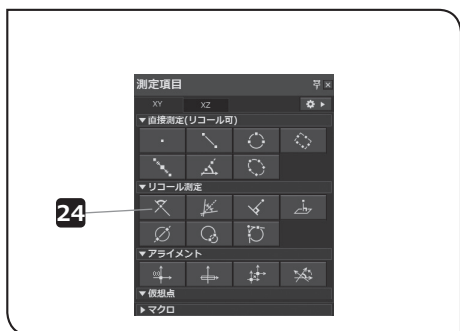 測定項目
XY XZ
▼直接測定(リコール可)
▼リコール測定
24
▼アライメント
▼仮想点
▶マクロ